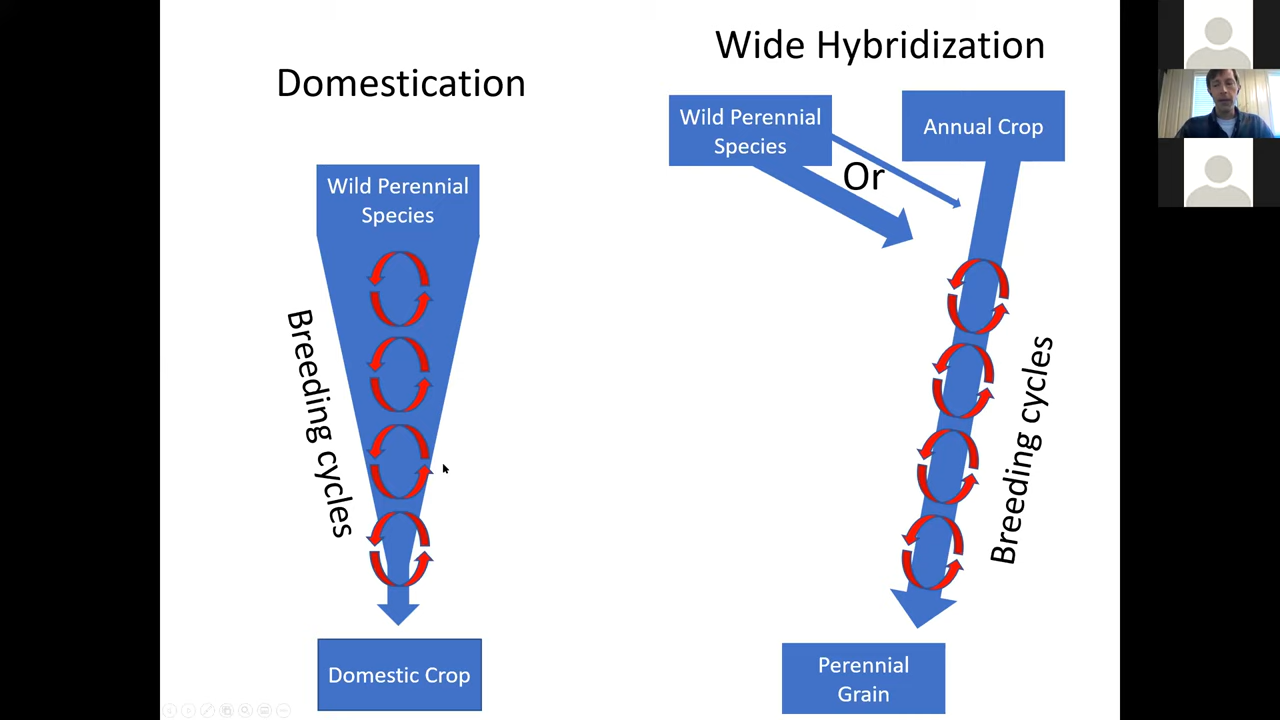 Domestication
Wild Perennial
Species
Breeding cycles
Domestic Crop
Wide Hybridization
Wild Perennial
Species
Or
Annual Crop
Breeding cycles
Perennial
Grain